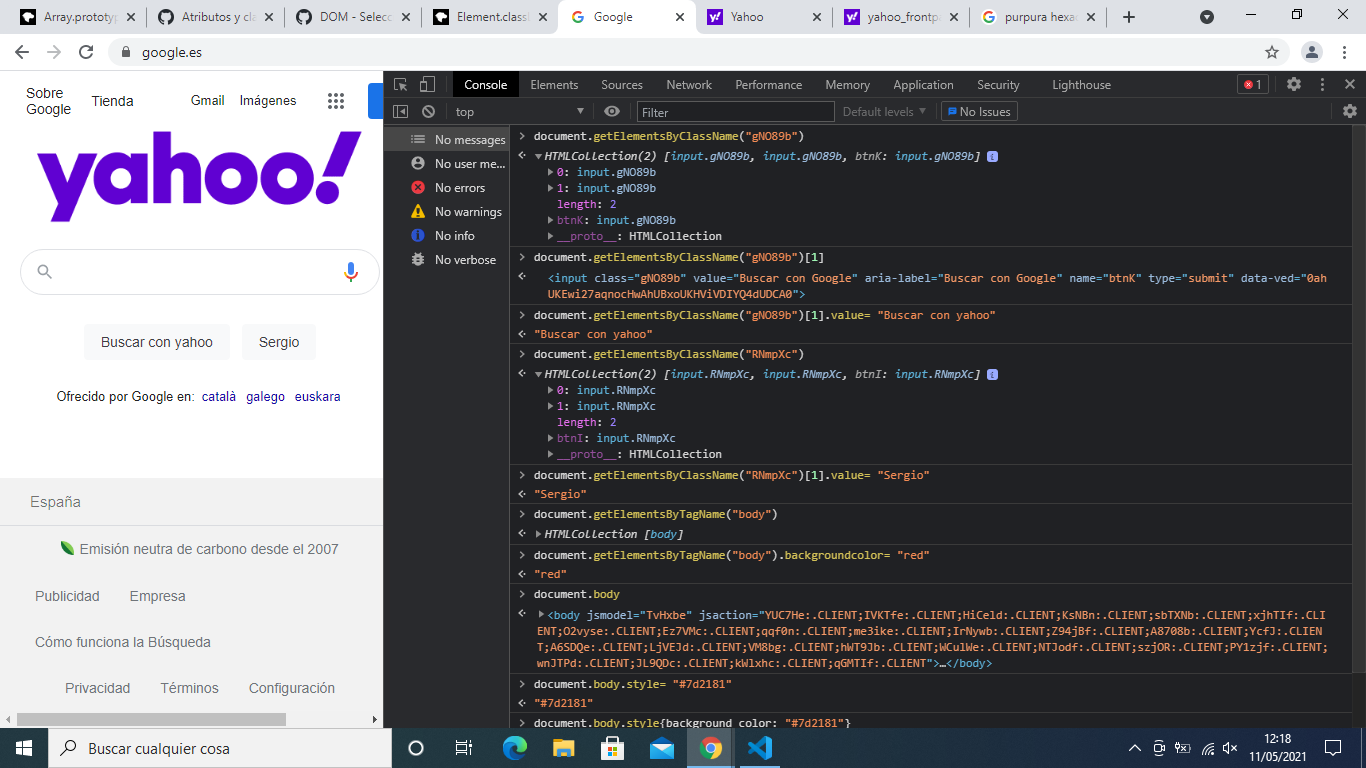 Array.prototyp
Atributos y cla
DOM - Selecc
Element.classL
Google
Yahoo
yahoo_frontpa
purpura hexad
google.es
Sobre Google
Tienda
Gmail
Imágenes
yahoo!
Buscar con yahoo
Sergio
Ofrecido por Google en: català galego euskara
España
Emisión neutra de carbono desde el 2007
Publicidad
Empresa
Cómo funciona la Búsqueda
Privacidad
Términos
Configuración
Console
Elements
Sources
Network
Performance
Memory
Application
Security
Lighthouse
1
top
Filter
Default levels
No Issues
No messages
No user me...
No errors
No warnings
No info
No verbose
document.getElementsByClassName("gNO89b")
HTMLCollection(2) [input.gNO89b, input.gNO89b, btnK: input.gNO89b]
0: input.gNO89b
1: input.gNO89b
length: 2
btnK: input.gNO89b
__proto__: HTMLCollection
document.getElementsByClassName("gNO89b")[1]
<input class="gNO89b" value="Buscar con Google" aria-label="Buscar con Google" name="btnK" type="submit" data-ved="0ah
UKEwi27aqnocHwAhUBxoUKHViVDIYQ4dUDCA0">
document.getElementsByClassName("gNO89b")[1].value= "Buscar con yahoo"
"Buscar con yahoo"
document.getElementsByClassName("RNmpXc")
HTMLCollection(2) [input.RNmpXc, input.RNmpXc, btnI: input.RNmpXc]
0: input.RNmpXc
1: input.RNmpXc
length: 2
btnI: input.RNmpXc
__proto__: HTMLCollection
document.getElementsByClassName("RNmpXc")[1].value= "Sergio"
"Sergio"
document.getElementsByTagName("body")
HTMLCollection [body]
document.getElementsByTagName("body").backgroundcolor= "red"
"red"
document.body
<body jsmodel="TvHxbe" jsaction="YUC7He:.CLIENT;IVKTfe:.CLIENT;HiCeld:.CLIENT;KsNBn:.CLIENT;sbTXNb:.CLIENT;xjhTIf:.CLI
ENT;O2vyse:.CLIENT;Ez7VMc:.CLIENT;qqf0n:.CLIENT;me3ike:.CLIENT;IrNywb:.CLIENT;Z94jBf:.CLIENT;A8708b:.CLIENT;YcfJ:.CLIEN
T;A6SDQe:.CLIENT;LjVEJd:.CLIENT;VM8bg:.CLIENT;hWT9Jb:.CLIENT;WCulWe:.CLIENT;NTJodf:.CLIENT;szjOR:.CLIENT;PY1zjf:.CLIENT;
wnJTPd:.CLIENT;JL9QDc:.CLIENT;kWlxhc:.CLIENT;qGMTIf:.CLIENT">…</body>
document.body.style= "#7d2181"
"#7d2181"
document.body.style{background color: "#7d2181"}
Buscar cualquier cosa
12:18
11/05/2021